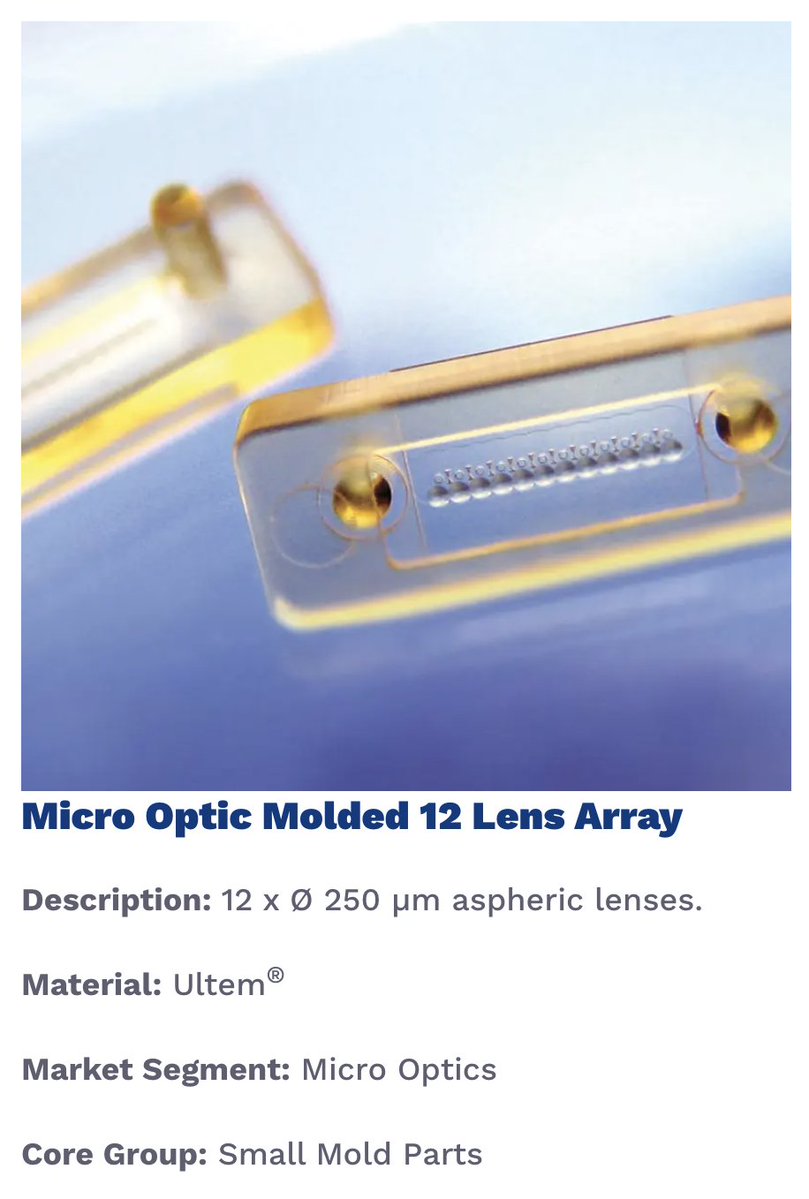 Micro Optic Molded 12 Lens Array
Description: 12 x Ø 250 µm aspheric lenses.
Material: Ultem®
Market Segment: Micro Optics
Core Group: Small Mold Parts